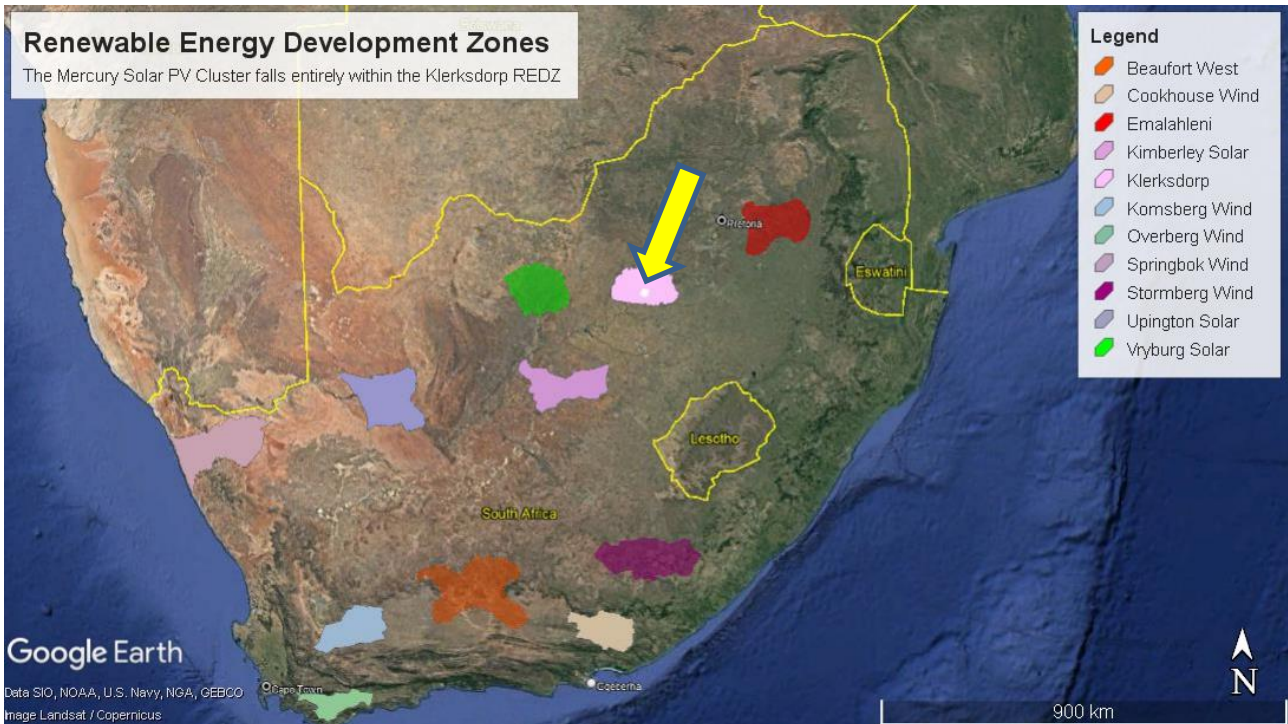 Botswana
Renewable Energy Development Zones
The Mercury Solar PV Cluster falls entirely within the Klerksdorp REDZ
Legend
Beaufort West
Cookhouse Wind
Emalahleni
Kimberley Solar
Klerksdorp
Komsberg Wind
Overberg Wind
Springbok Wind
Stormberg Wind
Upington Solar
Vryburg Solar
Pretoria
Eswatini
Lesotho
South Africa
Google Earth
Data SIO, NOAA, U.S. Navy, NGA, GEBCO
Image Landsat / Copernicus
Cape Town
Gqeberha
N
900 km